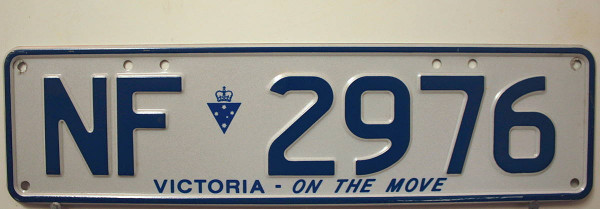 NF 2976
VICTORIA - ON THE MOVE